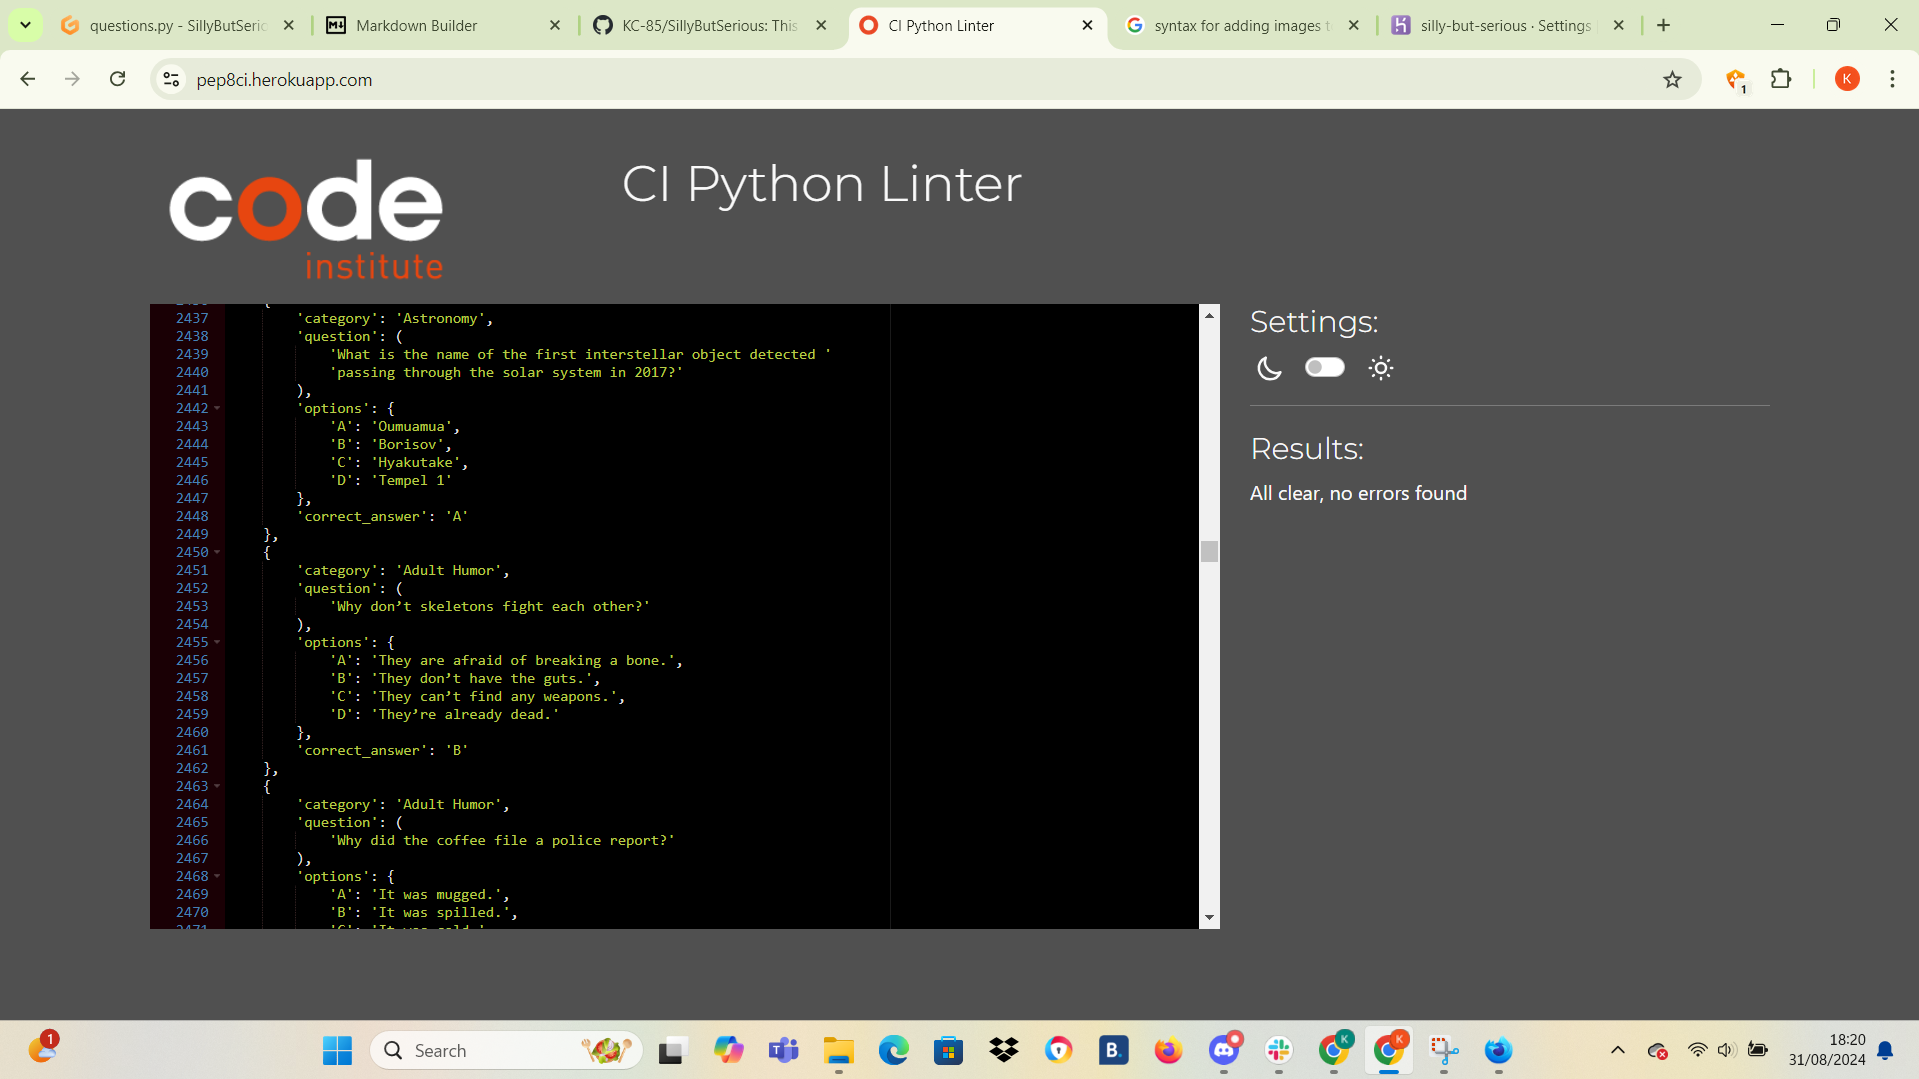 questions.py - SillyButSerio
Markdown Builder
KC-85/SillyButSerious: This
CI Python Linter
syntax for adding images t
silly-but-serious · Settings
pep8ci.herokuapp.com
1
K
code
institute
CI Python Linter
2437 'category': 'Astronomy',
2438 'question': (
2439 'What is the name of the first interstellar object detected '
2440 'passing through the solar system in 2017?'
2441 ),
2442 'options': {
2443 'A': 'Oumuamua',
2444 'B': 'Borisov',
2445 'C': 'Hyakutake',
2446 'D': 'Tempel 1'
2447 },
2448 'correct_answer': 'A'
2449 },
2450 {
2451 'category': 'Adult Humor',
2452 'question': (
2453 'Why don’t skeletons fight each other?'
2454 ),
2455 'options': {
2456 'A': 'They are afraid of breaking a bone.',
2457 'B': 'They don’t have the guts.',
2458 'C': 'They can’t find any weapons.',
2459 'D': 'They’re already dead.'
2460 },
2461 'correct_answer': 'B'
2462 },
2463 {
2464 'category': 'Adult Humor',
2465 'question': (
2466 'Why did the coffee file a police report?'
2467 ),
2468 'options': {
2469 'A': 'It was mugged.',
2470 'B': 'It was spilled.',
Settings:
Results:
All clear, no errors found
1
Search
B.
K
K
18:20
31/08/2024